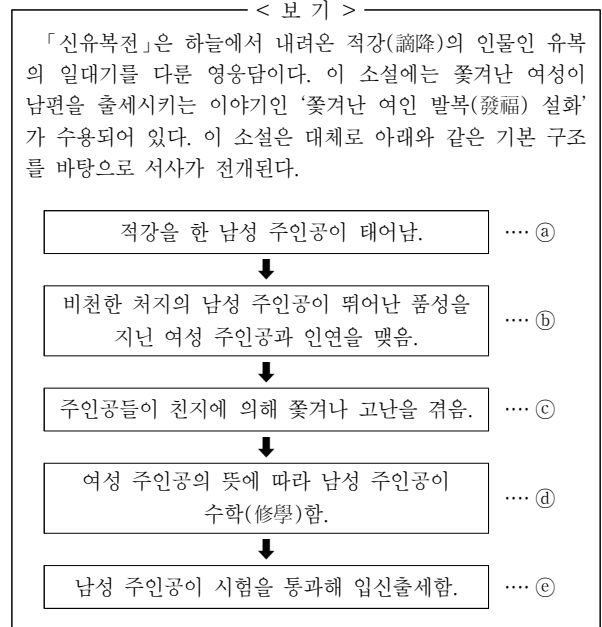 < 보 기 >
「신유복전」은 하늘에서 내려온 적강(謫降)의 인물인 유복
의 일대기를 다룬 영웅담이다. 이 소설에는 쫓겨난 여성이
남편을 출세시키는 이야기인 ‘쫓겨난 여인 발복(發福) 설화’
가 수용되어 있다. 이 소설은 대체로 아래와 같은 기본 구조
를 바탕으로 서사가 전개된다.
적강을 한 남성 주인공이 태어남. ···· ⓐ
비천한 처지의 남성 주인공이 뛰어난 품성을
지닌 여성 주인공과 인연을 맺음. ···· ⓑ
주인공들이 친지에 의해 쫓겨나 고난을 겪음. ···· ⓒ
여성 주인공의 뜻에 따라 남성 주인공이
수학(修學)함. ···· ⓓ
남성 주인공이 시험을 통과해 입신출세함. ···· ⓔ